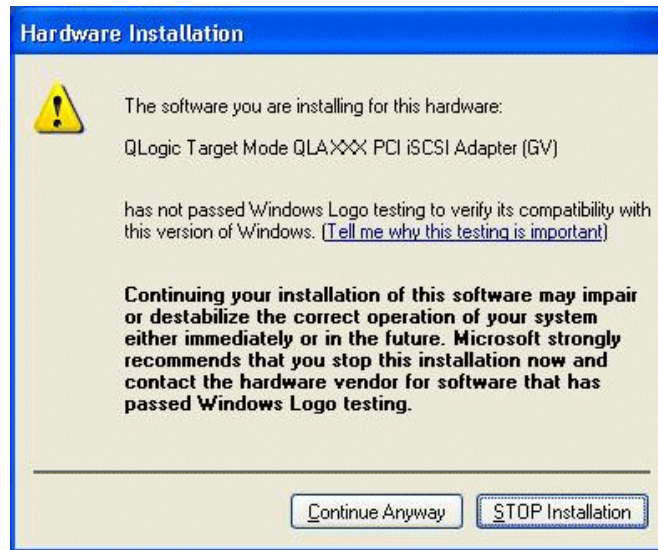 Hardware Installation
The software you are installing for this hardware:
QLogic Target Mode QLAXXX PCI iSCSI Adapter (GV)
has not passed Windows Logo testing to verify its compatibility with
this version of Windows. (Tell me why this testing is important)
Continuing your installation of this software may impair
or destabilize the correct operation of your system
either immediately or in the future. Microsoft strongly
recommends that you stop this installation now and
contact the hardware vendor for software that has
passed Windows Logo testing.
Continue Anyway
STOP Installation